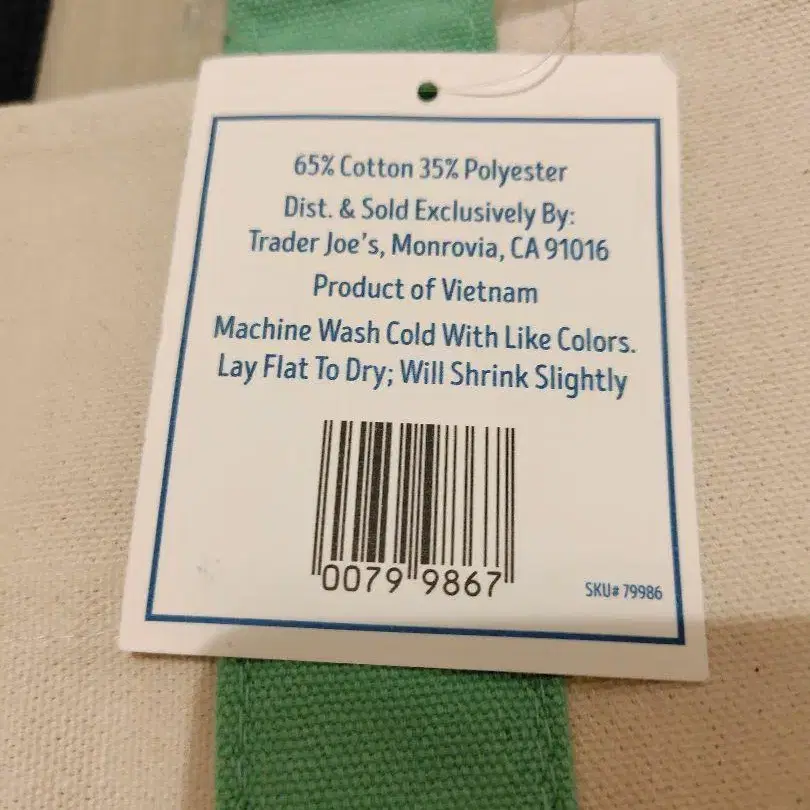 65% Cotton 35% Polyester
Dist. & Sold Exclusively By:
Trader Joe's, Monrovia, CA 91016
Product of Vietnam
Machine Wash Cold With Like Colors.
Lay Flat To Dry; Will Shrink Slightly
0079 9867
SKU# 79986